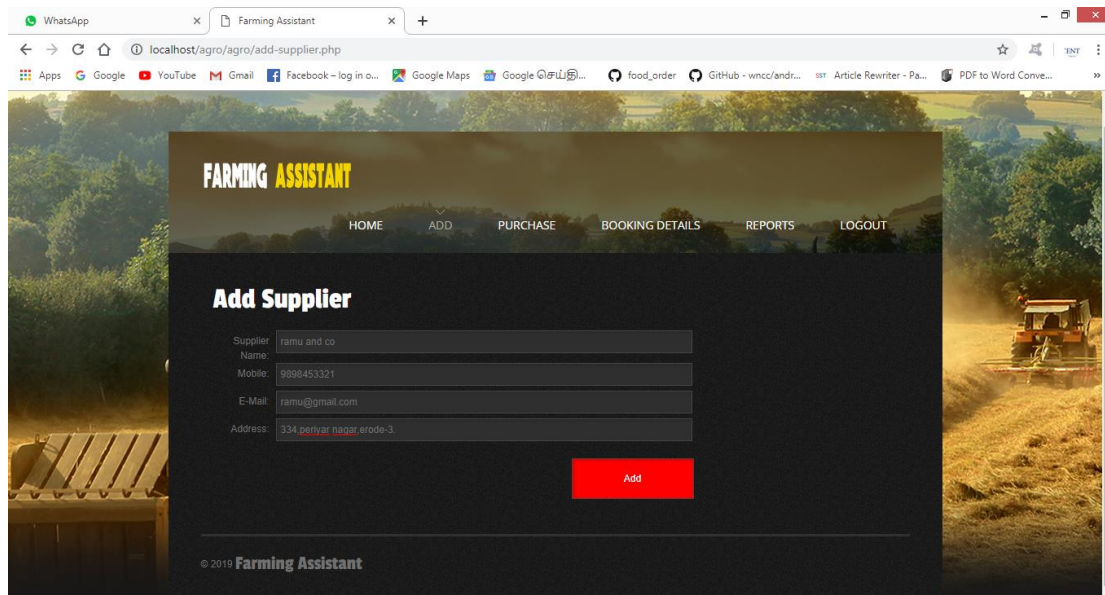 WhatsApp
Farming Assistant
localhost/agro/agro/add-supplier.php
Apps Google YouTube Gmail Facebook – log in o... Google Maps Google செய்தி... food_order GitHub - wncc/andr... SST Article Rewriter - Pa... PDF to Word Conve... »
FARMING ASSISTANT
HOME ADD PURCHASE BOOKING DETAILS REPORTS LOGOUT
Add Supplier
Supplier Name: ramu and co
Mobile: 9898453321
E-Mail: ramu@gmail.com
Address: 334,periyar nagar,erode-3.
Add
© 2019 Farming Assistant